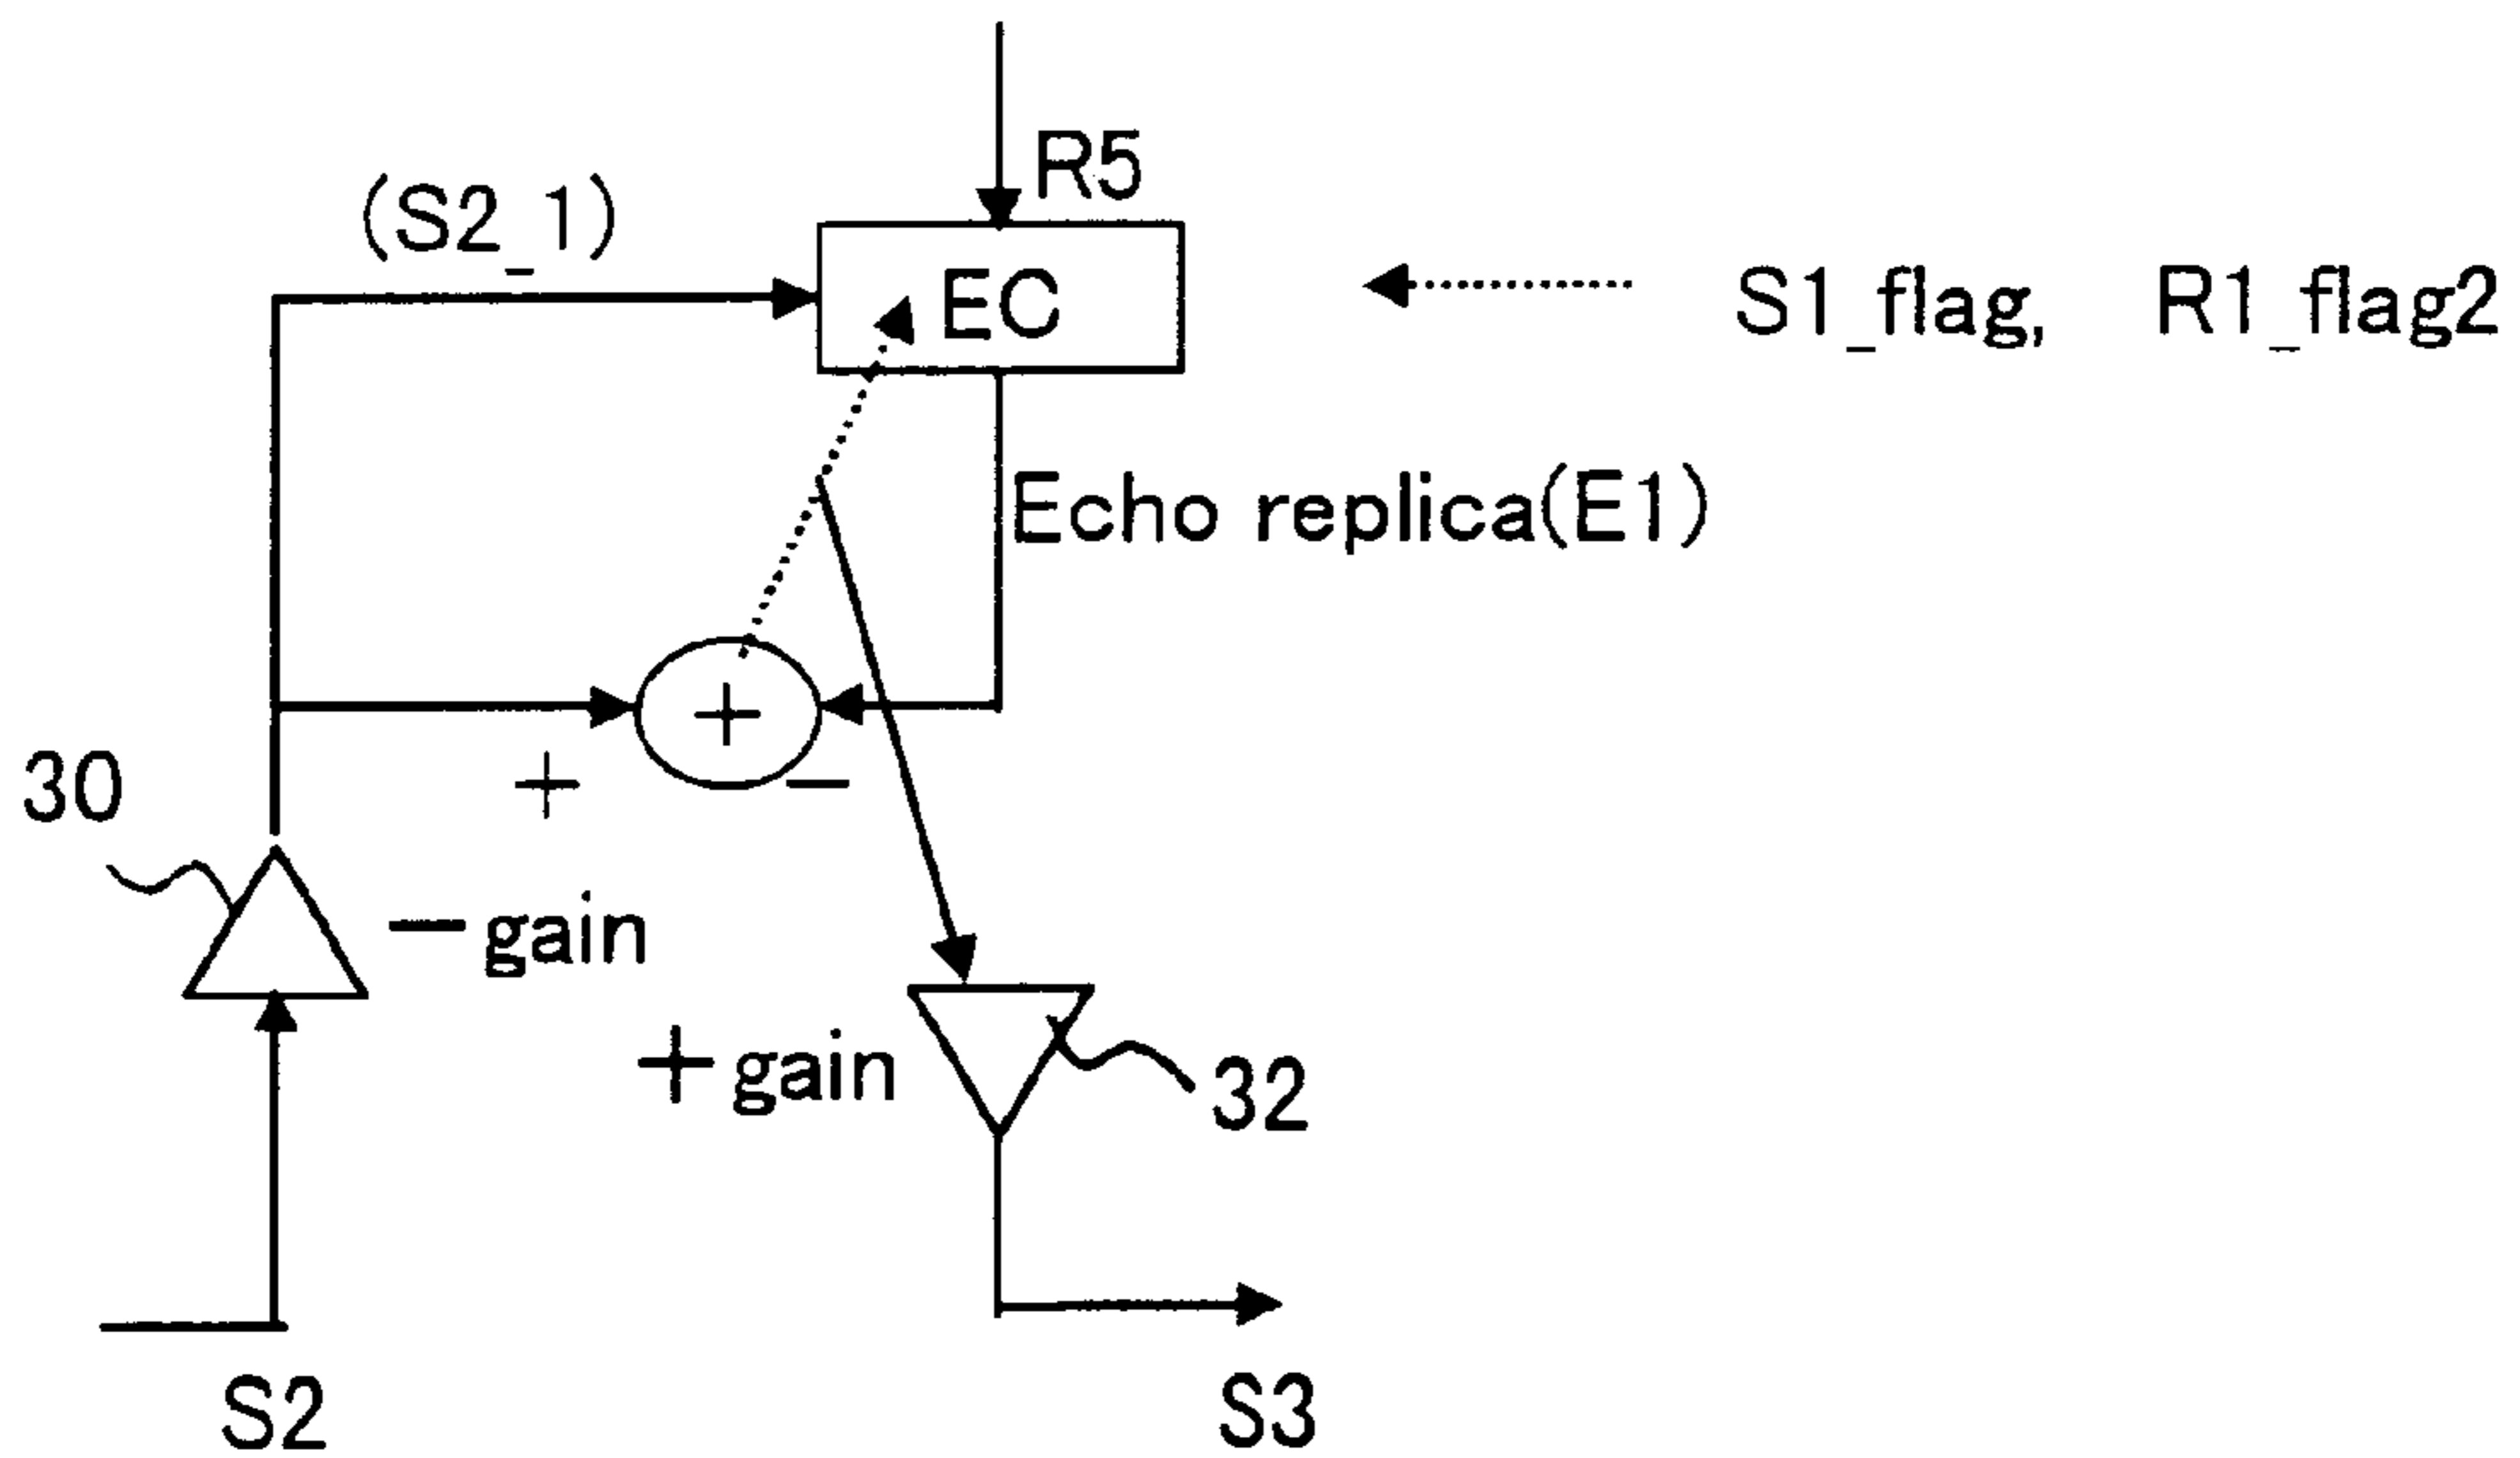 R5
(S2_1)
EC
S1_flag, R1_flag2
Echo replica(E1)
+
30
+
−
−gain
+gain
32
S2
S3